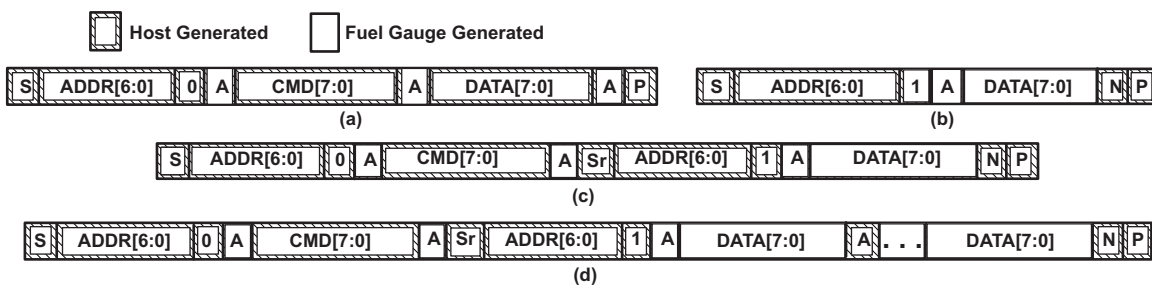 Host Generated Fuel Gauge Generated
S ADDR[6:0] 0 A CMD[7:0] A DATA[7:0] A P S ADDR[6:0] 1 A DATA[7:0] N P
(a) (b)
S ADDR[6:0] 0 A CMD[7:0] A Sr ADDR[6:0] 1 A DATA[7:0] N P
(c)
S ADDR[6:0] 0 A CMD[7:0] A Sr ADDR[6:0] 1 A DATA[7:0] A . . . DATA[7:0] N P
(d)